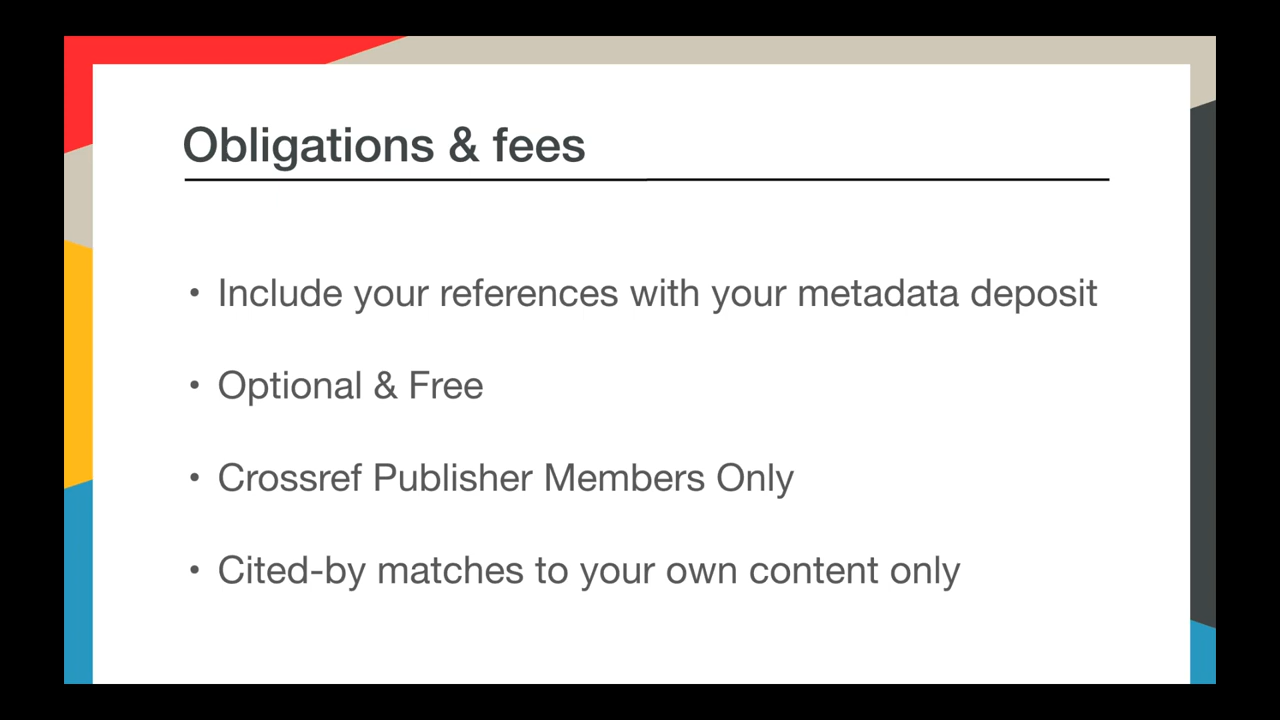 Obligations & fees
• Include your references with your metadata deposit
• Optional & Free
• Crossref Publisher Members Only
• Cited-by matches to your own content only